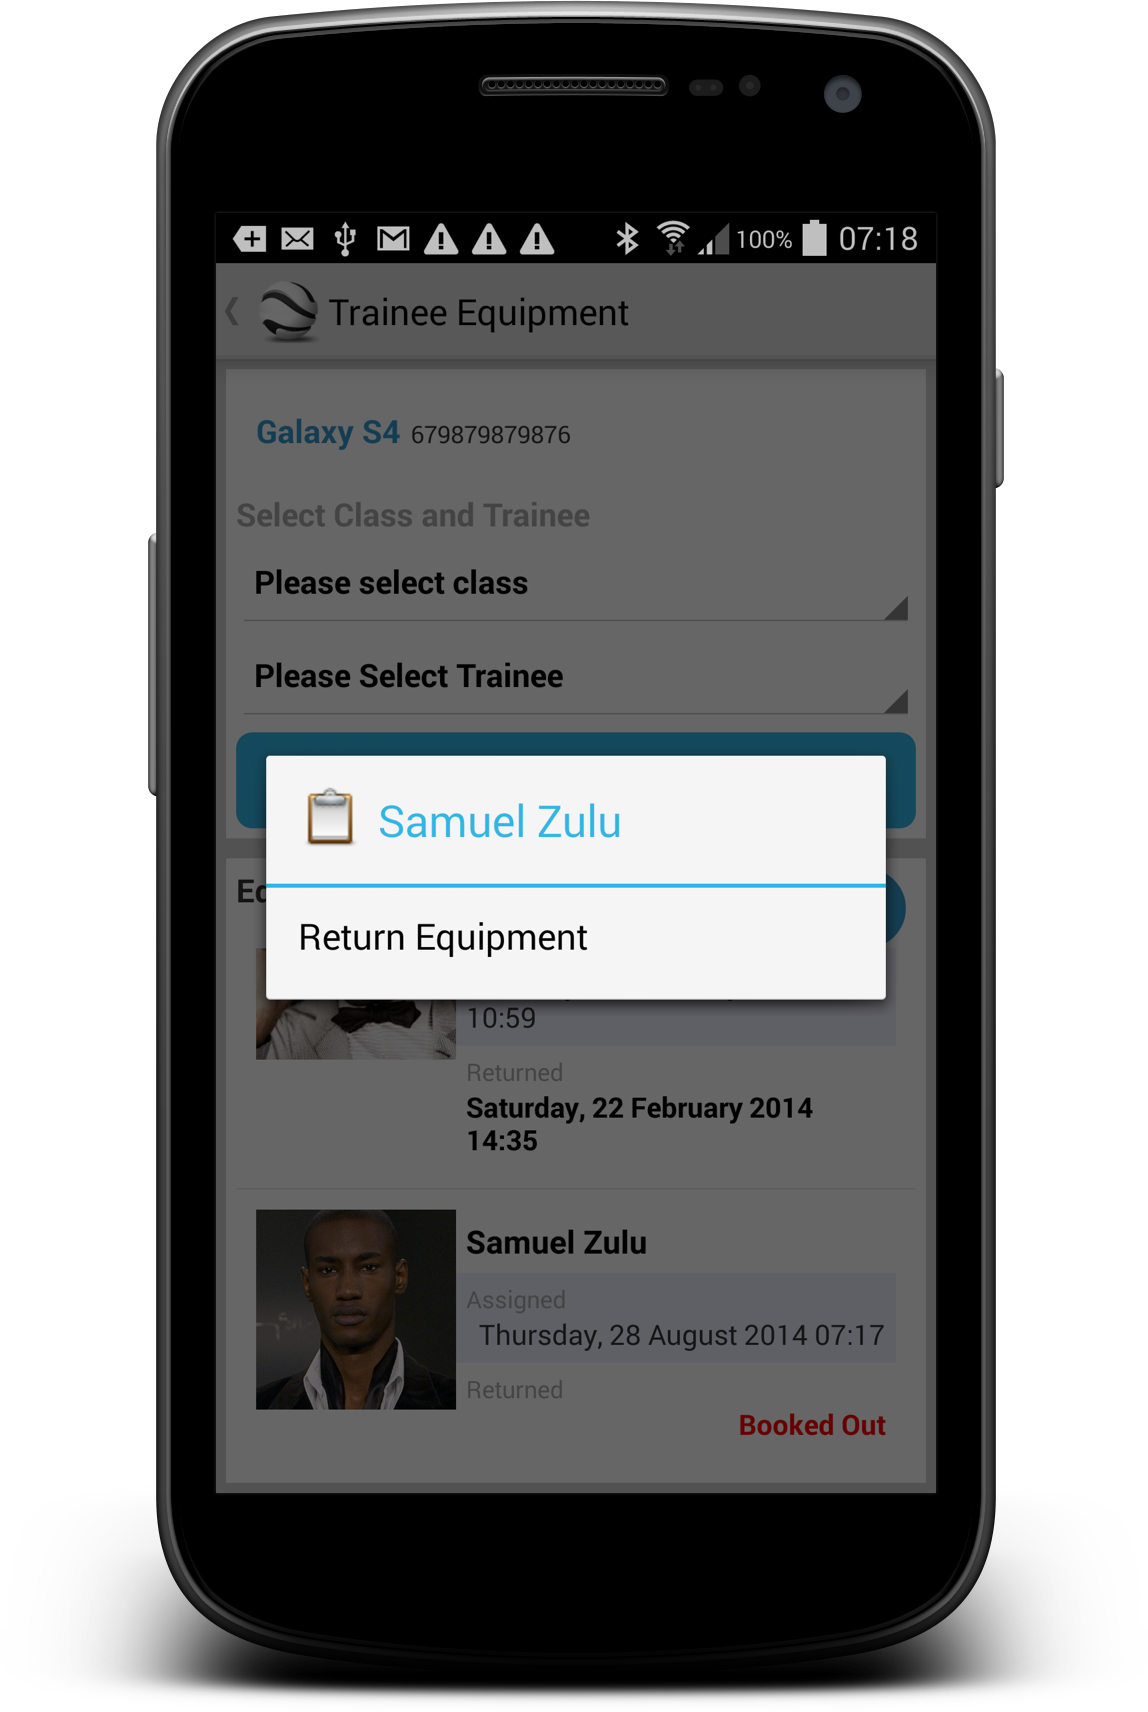 100% 07:18
Trainee Equipment
Galaxy S4 679879879876
Select Class and Trainee
Please select class
Please Select Trainee
Samuel Zulu
Return Equipment
10:59
Returned
Saturday, 22 February 2014
14:35
Samuel Zulu
Assigned
Thursday, 28 August 2014 07:17
Returned
Booked Out